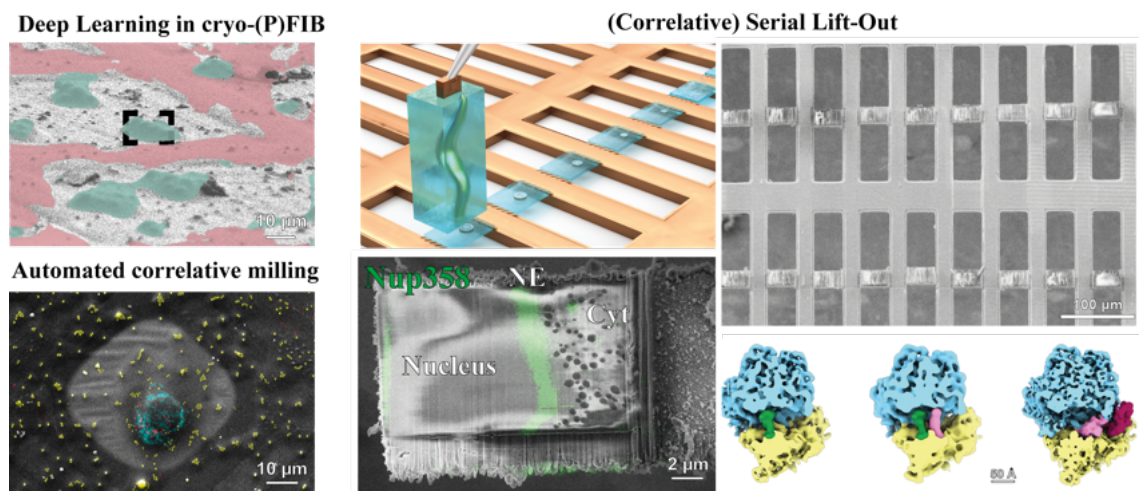 Deep Learning in cryo-(P)FIB
(Correlative) Serial Lift-Out
10 µm
100 µm
Automated correlative milling
10 µm
Nup358
NE
Cyt
Nucleus
2 µm
50 Å